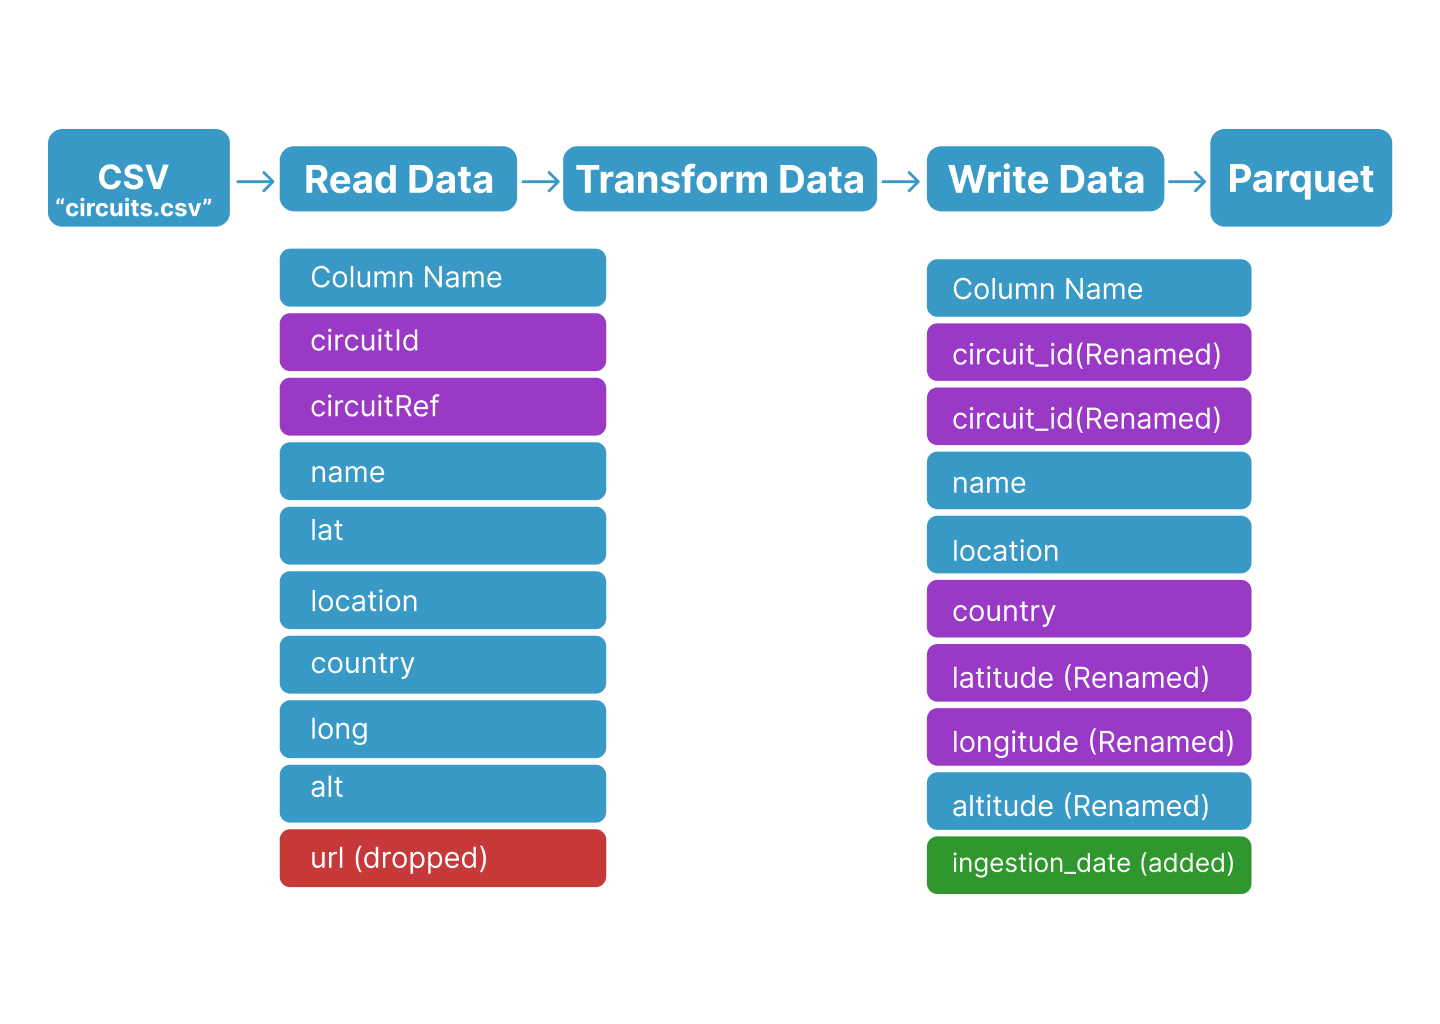 CSV
“circuits.csv”
Read Data
Transform Data
Write Data
Parquet
Column Name
circuitId
circuitRef
name
lat
location
country
long
alt
url (dropped)
Column Name
circuit_id(Renamed)
circuit_id(Renamed)
name
location
country
latitude (Renamed)
longitude (Renamed)
altitude (Renamed)
ingestion_date (added)